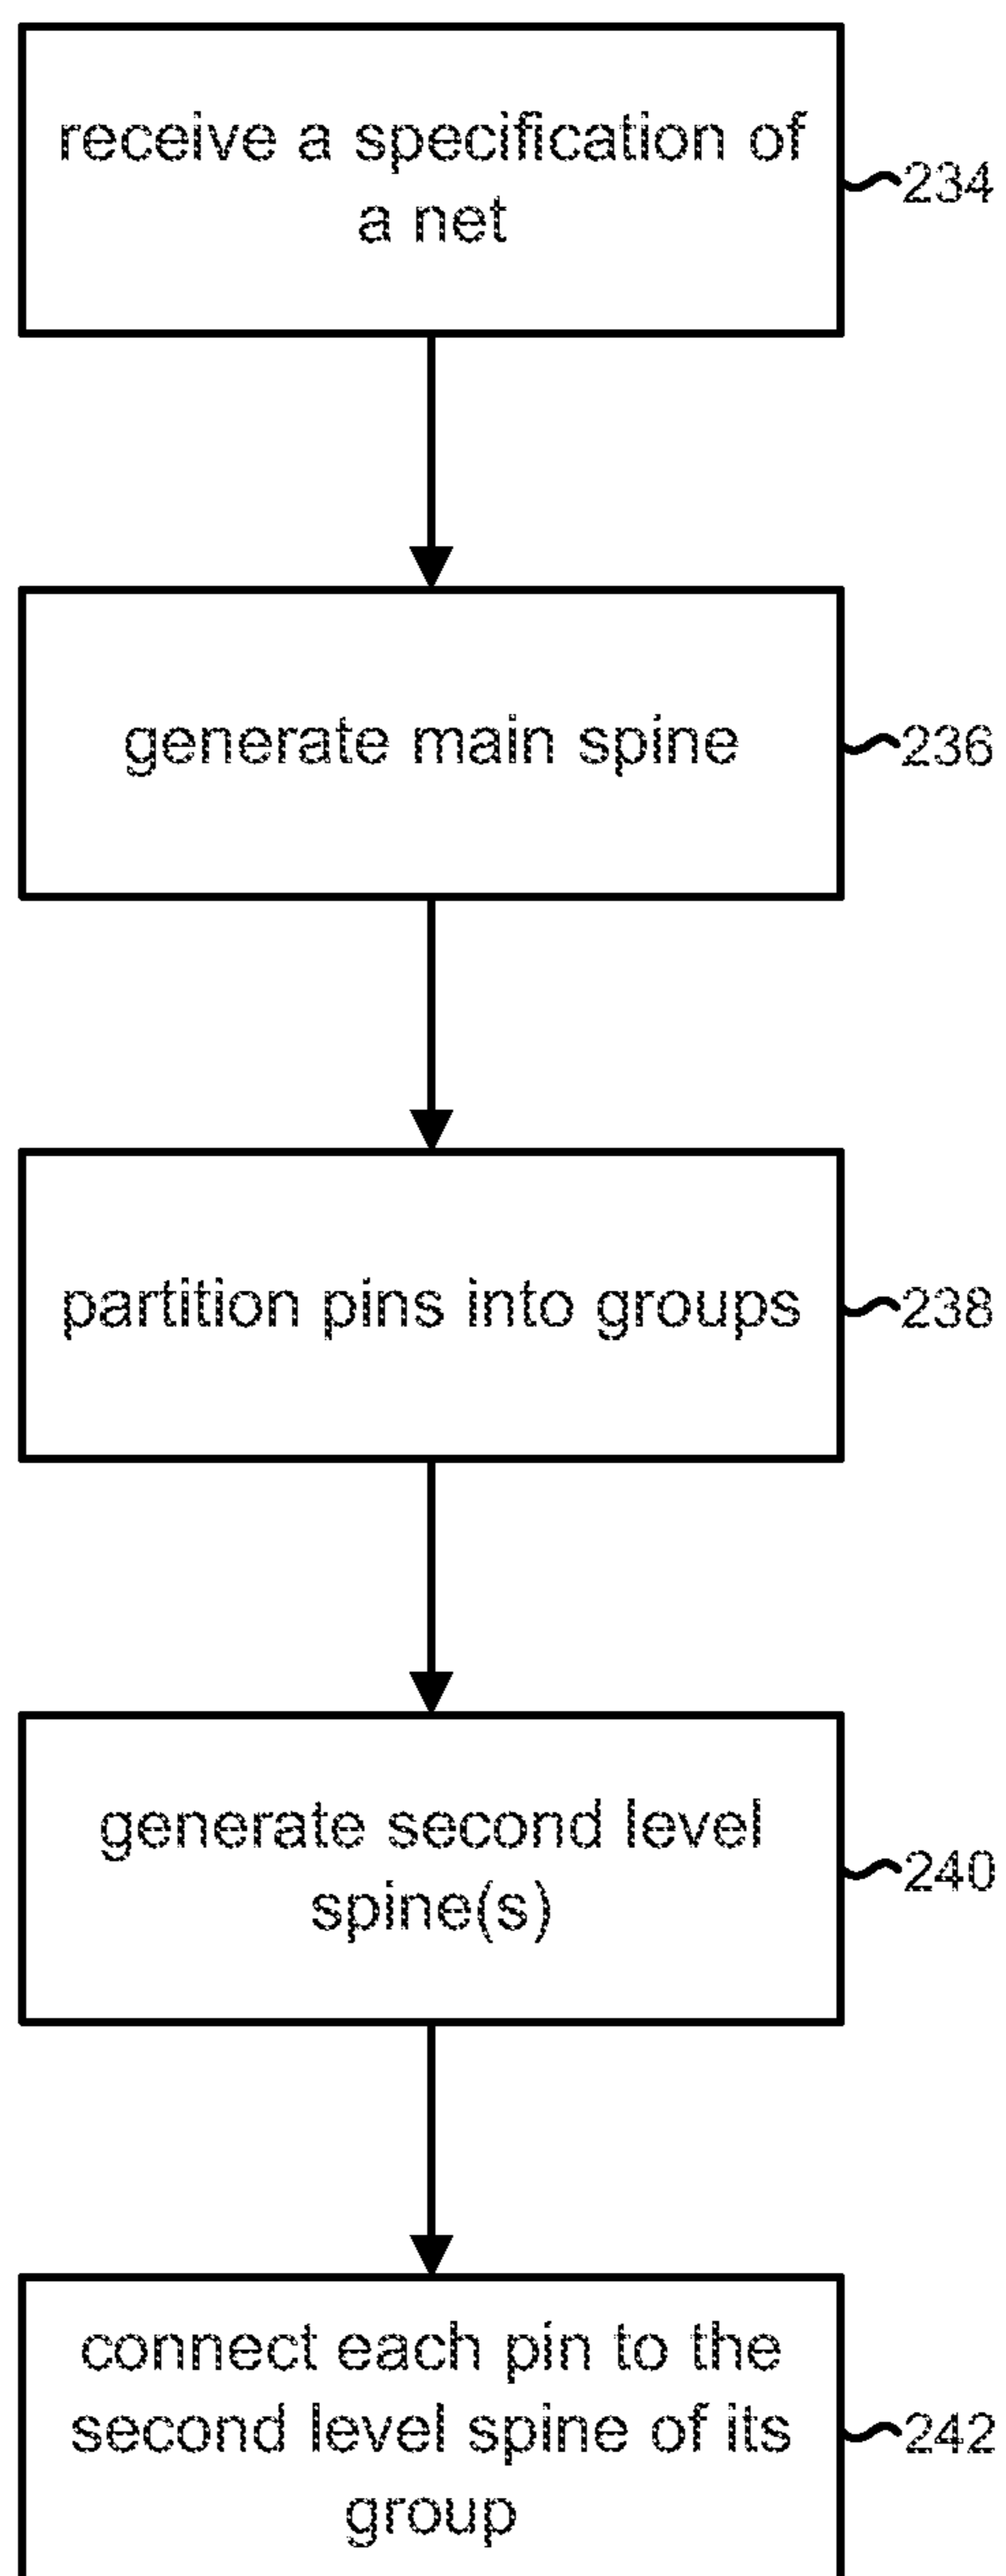 receive a specification of
a net
234
generate main spine
236
partition pins into groups
238
generate second level
spine(s)
240
connect each pin to the
second level spine of its
group
242